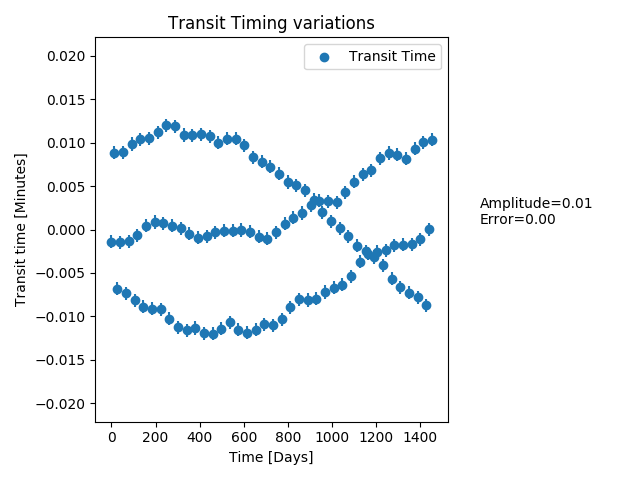 Transit Timing variations
Transit Time
0.020
0.015
0.010
0.005
0.000
−0.005
−0.010
−0.015
−0.020
Transit time [Minutes]
0 200 400 600 800 1000 1200 1400
Time [Days]
Amplitude=0.01
Error=0.00